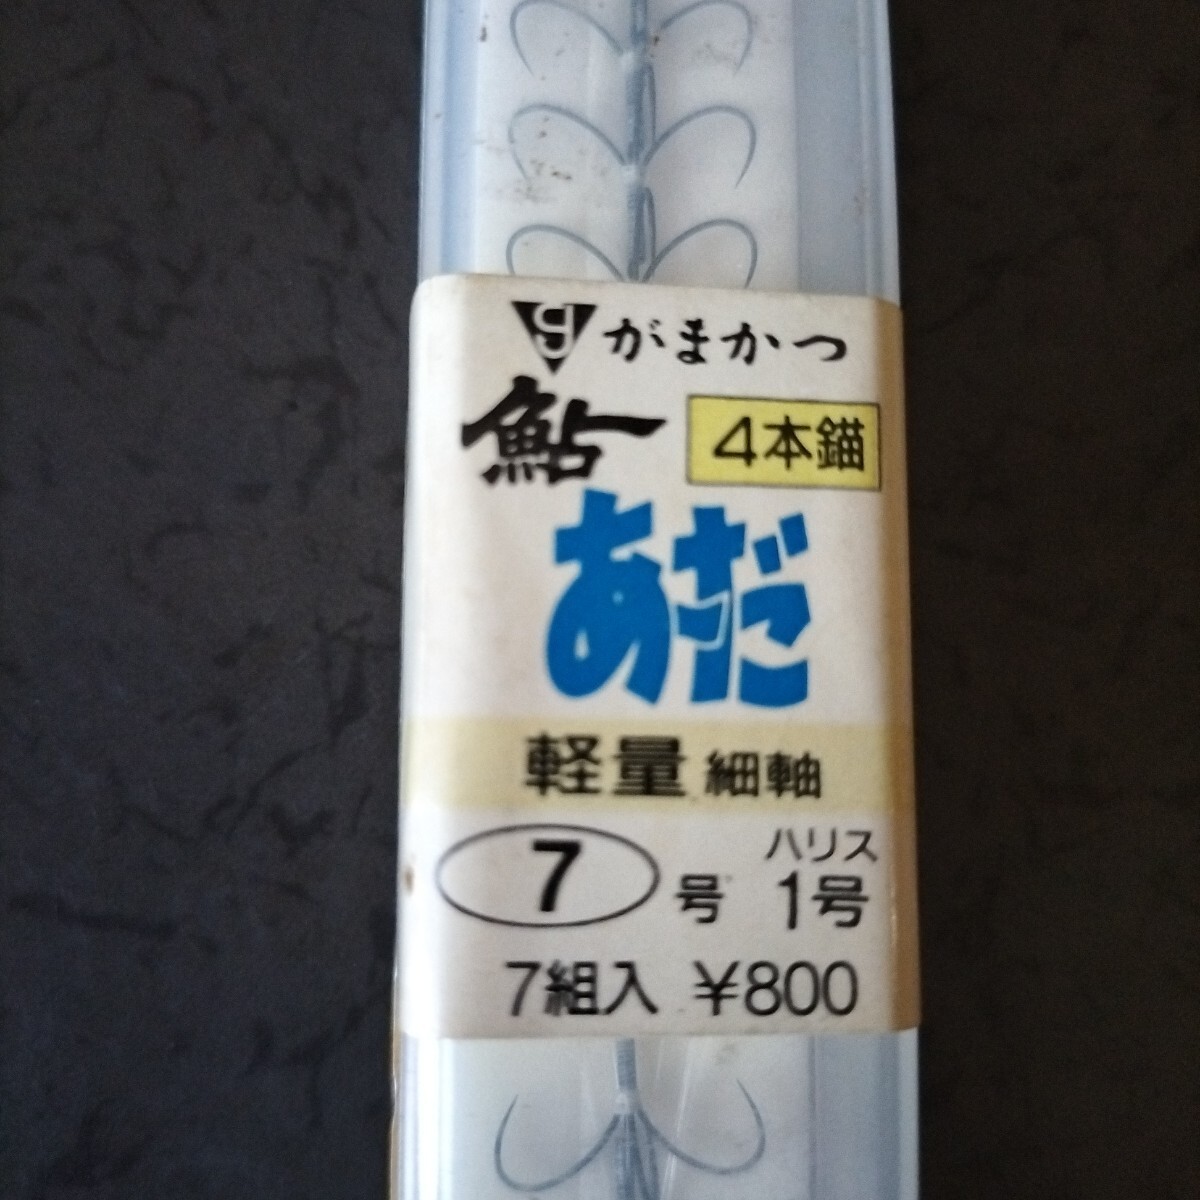 がまかつ
鮎 4本錨
あだ
軽量 細軸
7号 ハリス 1号
7組入 ¥800